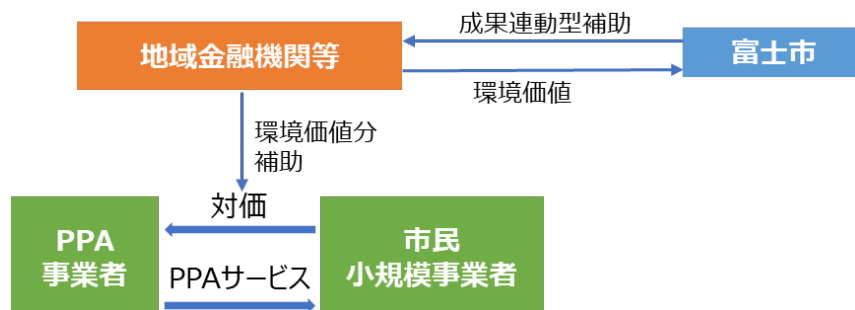 成果連動型補助
地域金融機関等
富士市
環境価値
環境価値分
補助
対価
PPA
事業者
市民
小規模事業者
PPAサービス